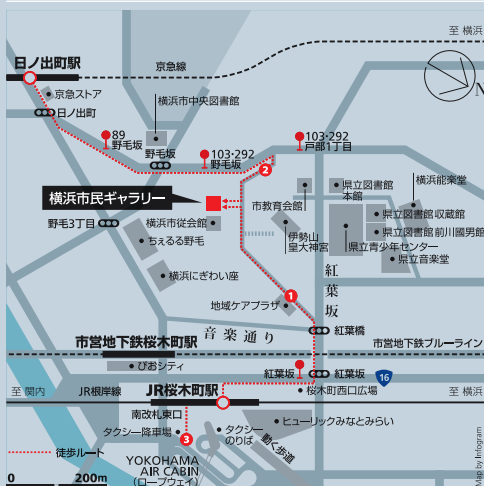 至 横浜
日ノ出町駅
京急線
京急ストア
日ノ出町
横浜市中央図書館
N
89
野毛坂
野毛坂
103・292
野毛坂
103・292
戸部1丁目
2
横浜市民ギャラリー
野毛3丁目
横浜市従会館
ちぇるる野毛
横浜にぎわい座
市教育会館
伊勢山
皇大神宮
県立図書館
本館
横浜能楽堂
県立図書館収蔵館
県立図書館 前川國男館
県立青少年センター
県立音楽堂
紅葉坂
1
地域ケアプラザ
音楽通り
紅葉橋
市営地下鉄桜木町駅
市営地下鉄ブルーライン
ぴおシティ
紅葉坂
紅葉坂
16
至 関内
JR根岸線
JR桜木町駅
桜木町西口広場
至 横浜
南改札東口
タクシー降車場
3
タクシー
のりば
動く歩道
ヒューリックみなとみらい
徒歩ルート
YOKOHAMA
AIR CABIN
(ロープウェイ)
0
200m
Map by Infogram